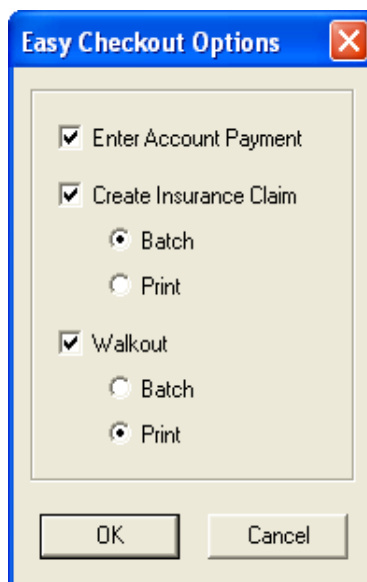 Easy Checkout Options
Enter Account Payment
Create Insurance Claim
Batch
Print
Walkout
Batch
Print
OK Cancel